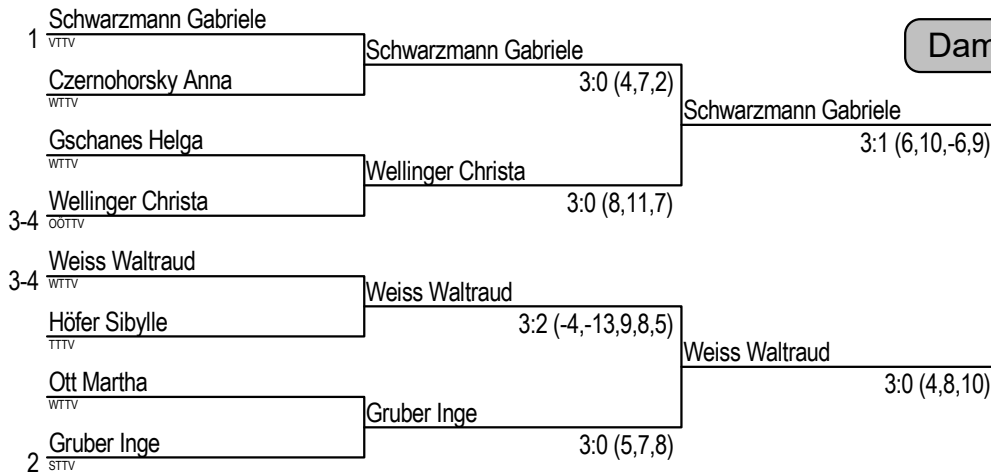 Schwarzmann Gabriele
1 VTTV
Schwarzmann Gabriele
Dam
Czernohorsky Anna
3:0 (4,7,2)
WTTV
Schwarzmann Gabriele
Gschanes Helga
3:1 (6,10,-6,9)
WTTV
Wellinger Christa
Wellinger Christa
3:0 (8,11,7)
3-4 OÖTTV
Weiss Waltraud
3-4 WTTV
Weiss Waltraud
Höfer Sibylle
3:2 (-4,-13,9,8,5)
TTTV
Weiss Waltraud
Ott Martha
3:0 (4,8,10)
WTTV
Gruber Inge
Gruber Inge
3:0 (5,7,8)
2 STTV